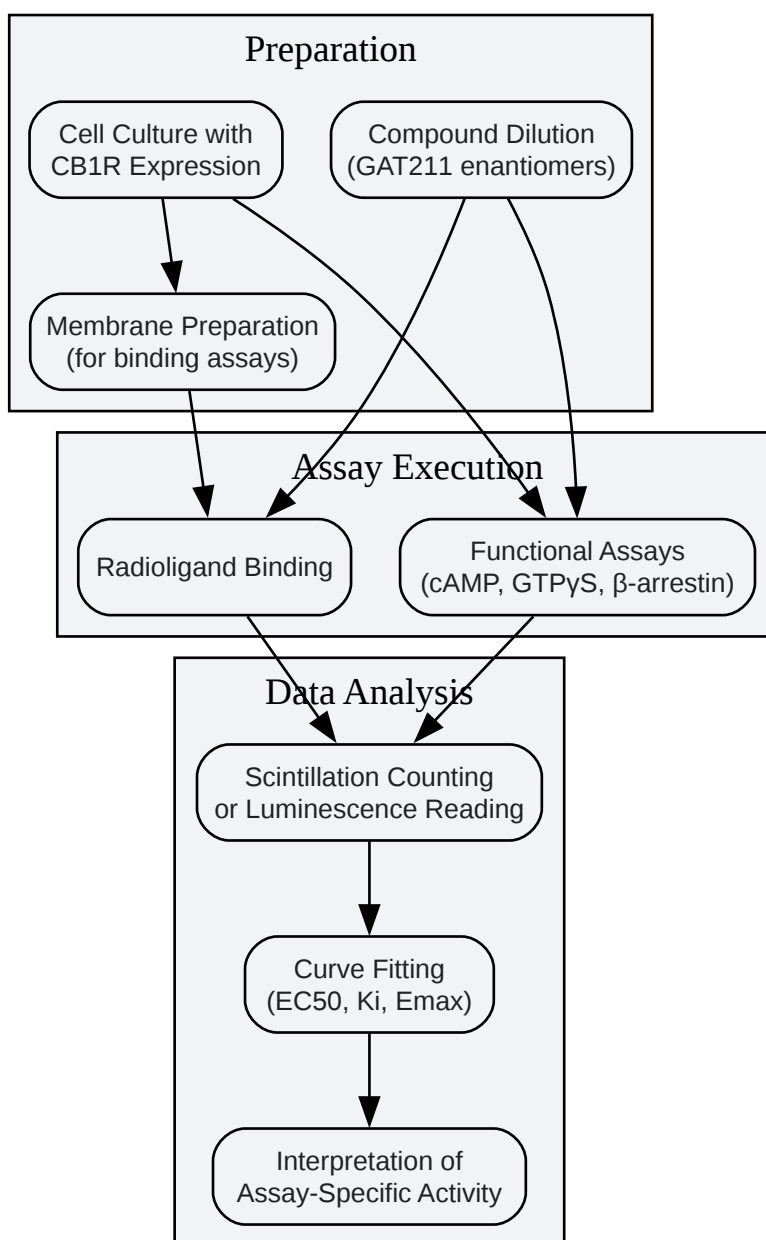 Preparation
Cell Culture with
CB1R Expression
Compound Dilution
(GAT211 enantiomers)
Membrane Preparation
(for binding assays)
Assay Execution
Radioligand Binding
Functional Assays
(cAMP, GTPγS, β-arrestin)
Data Analysis
Scintillation Counting
or Luminescence Reading
Curve Fitting
(EC50, Ki, Emax)
Interpretation of
Assay-Specific Activity